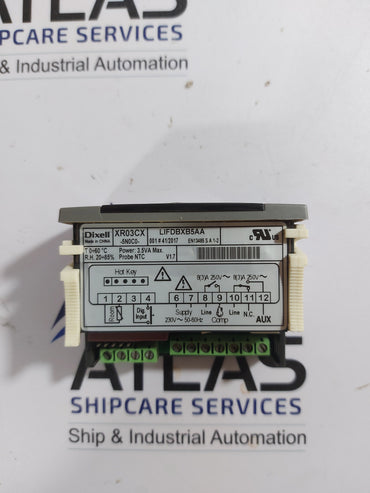 ATLAS
SHIPCARE SERVICES
& Industrial Automation
Dixell XR03CX LIFDBXB5AA
Made in CHINA -5N0C0- 001 # 41/2017 EN13485 S A 1-2
T 0÷60 °C Power: 3.5VA Max.
R.H. 20÷85% Probe NTC V1.7
c RU us
Hot Key 8(3)A 250V~ 8(3)A 250V~
1 2 3 4 6 7 8 9 10 11 12
Room Dig. Input Supply Line Line N.C.
230V~ 50-60Hz Comp AUX
ATLAS
SHIPCARE SERVICES
Ship & Industrial Automation